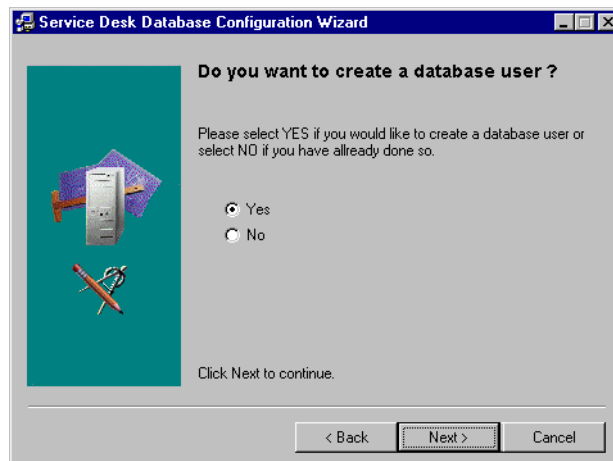 Service Desk Database Configuration Wizard
Do you want to create a database user ?
Please select YES if you would like to create a database user or
select NO if you have allready done so.
Yes
No
Click Next to continue.
< Back
Next >
Cancel